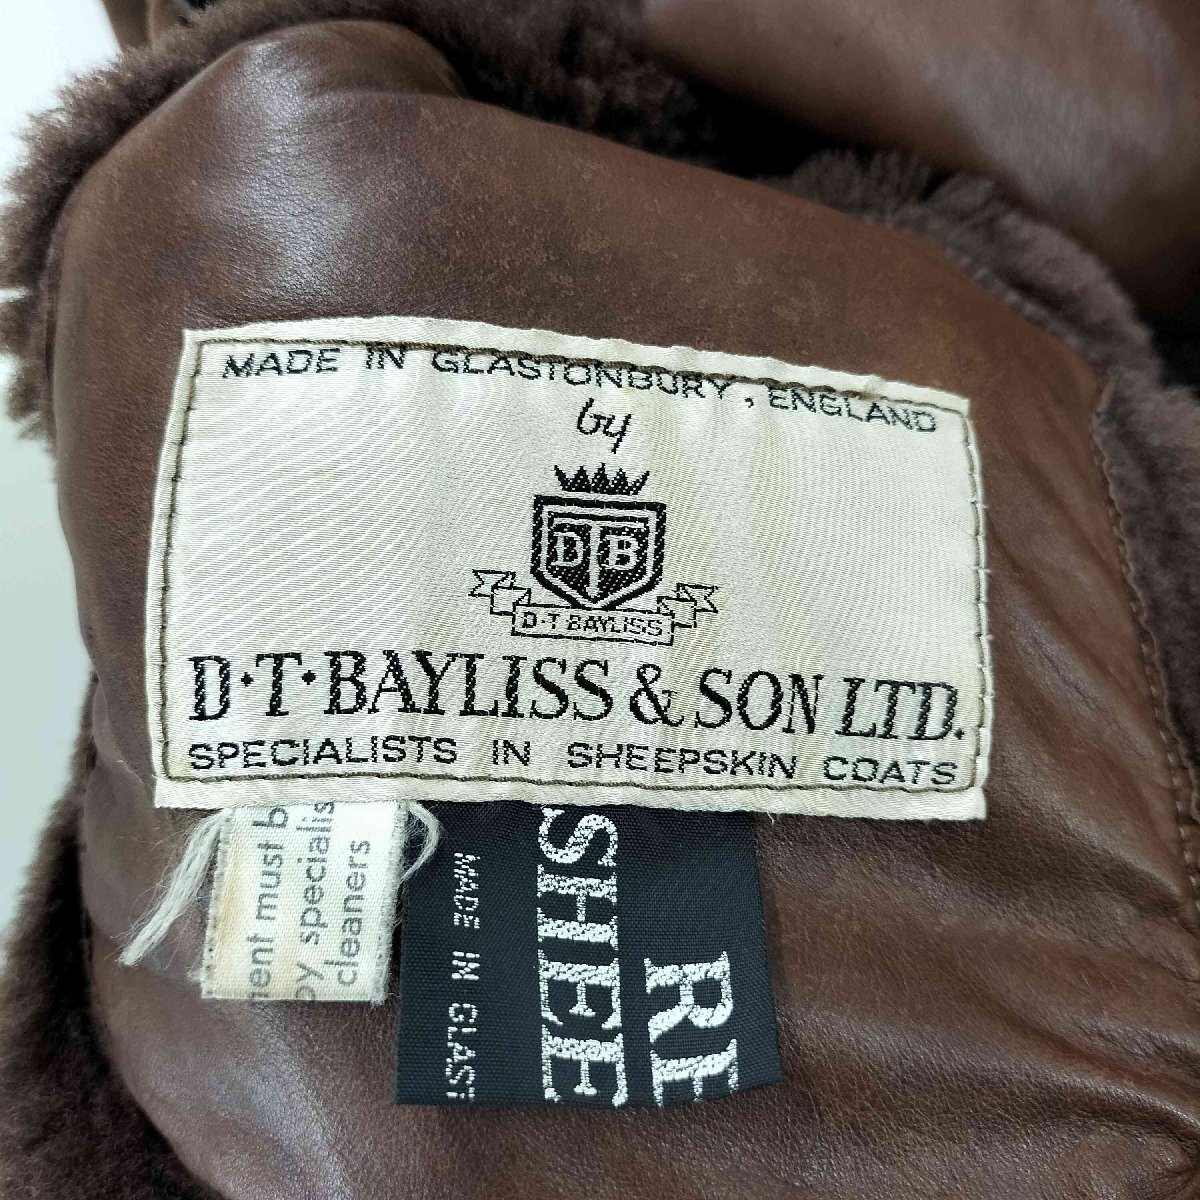 MADE IN GLASTONBURY, ENGLAND
by
DTB
D·T BAYLISS
D·T·BAYLISS & SON LTD.
SPECIALISTS IN SHEEPSKIN COATS
ment must b
by specialis
cleaners
RE
SHEE
MADE IN GLAST